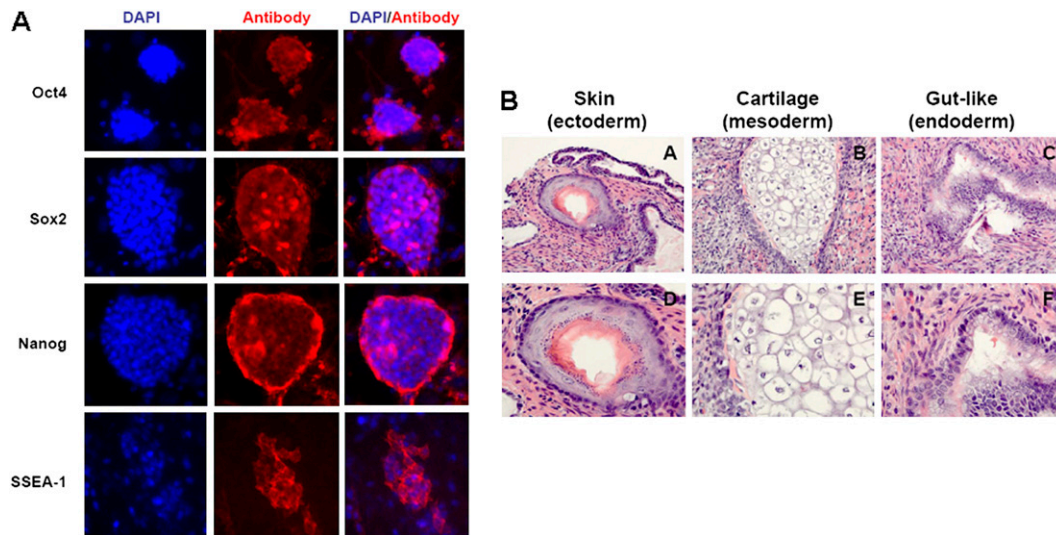 A
DAPI Antibody DAPI/Antibody
Oct4
Sox2
Nanog
SSEA-1
B
Skin
(ectoderm)
Cartilage
(mesoderm)
Gut-like
(endoderm)
A B C
D E F